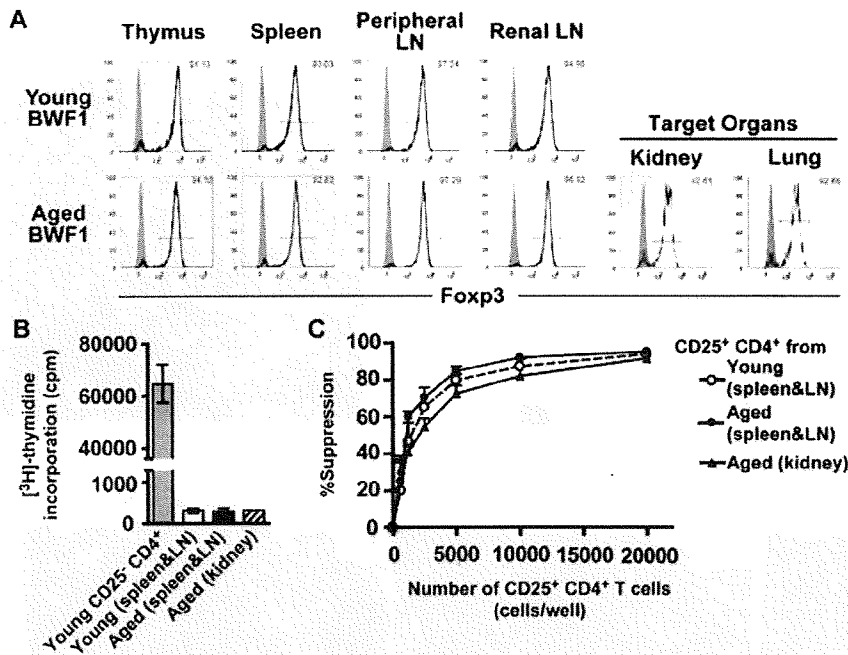 A
Thymus
Spleen
Peripheral
LN
Renal LN
Young
BWF1
Target Organs
Kidney
Lung
Aged
BWF1
Foxp3
B
80000
60000
40000
1000
0
[³H]-thymidine
incorporation (cpm)
Young CD25⁻ CD4⁺
Young (spleen&LN)
Aged (spleen&LN)
Aged (kidney)
C
100
80
60
40
20
0
%Suppression
0
5000
10000
15000
20000
Number of CD25⁺ CD4⁺ T cells
(cells/well)
CD25⁺ CD4⁺ from
Young
(spleen&LN)
Aged
(spleen&LN)
Aged (kidney)